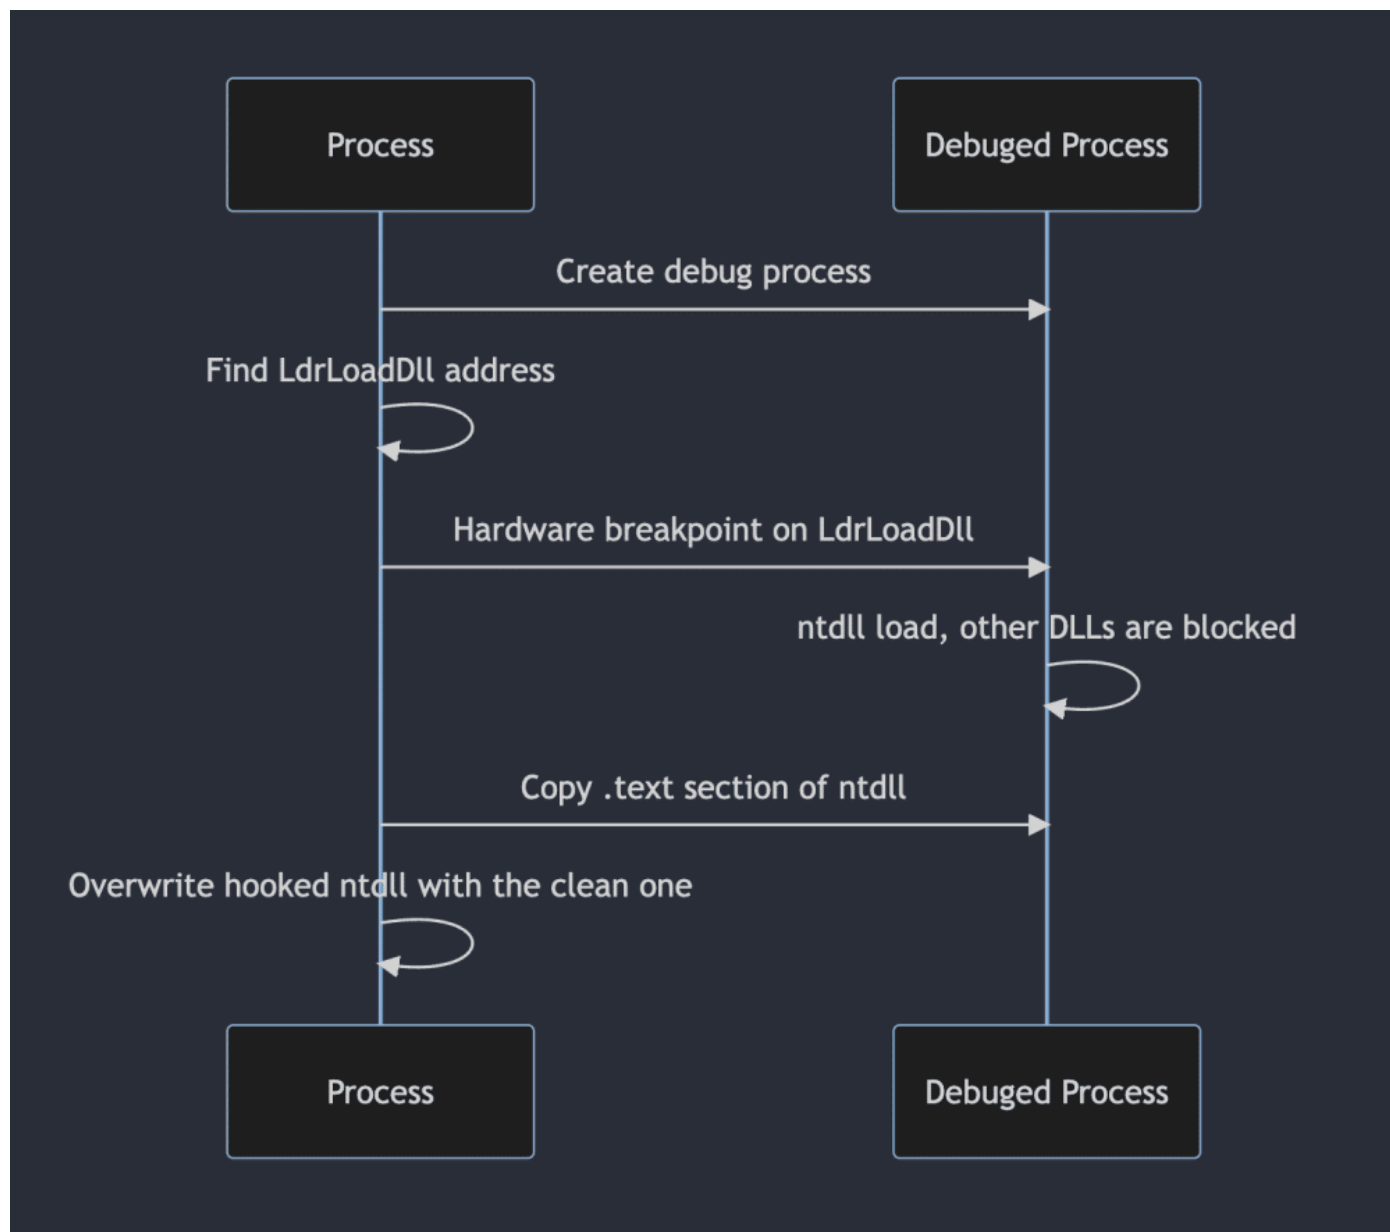 Process
Debuged Process
Create debug process
Find LdrLoadDll address
Hardware breakpoint on LdrLoadDll
ntdll load, other DLLs are blocked
Copy .text section of ntdll
Overwrite hooked ntdll with the clean one
Process
Debuged Process